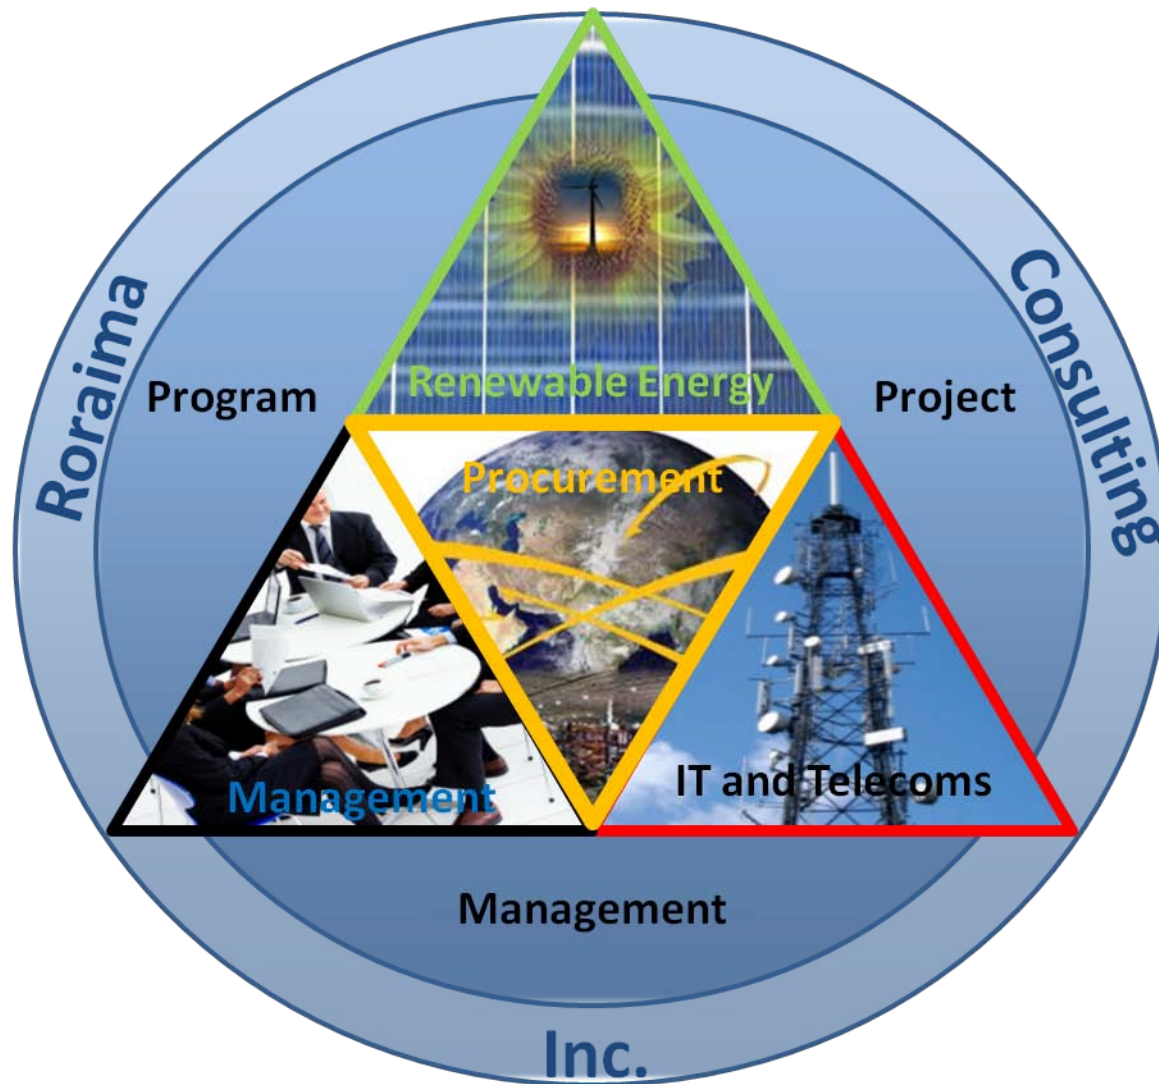 Roraima
Consulting
Inc.
Program
Project
Management
Renewable Energy
Procurement
Management
IT and Telecoms